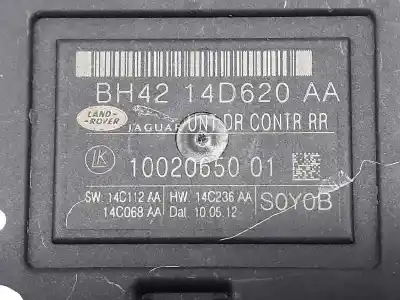 BH42 14D620 AA
LAND-
ROVER
JAGUAR UNT DR CONTR RR
LK 10020650 01
SW. 14C112 AA HW. 14C236 AA
14C068 AA Dat. 10.05.12
S0Y0B